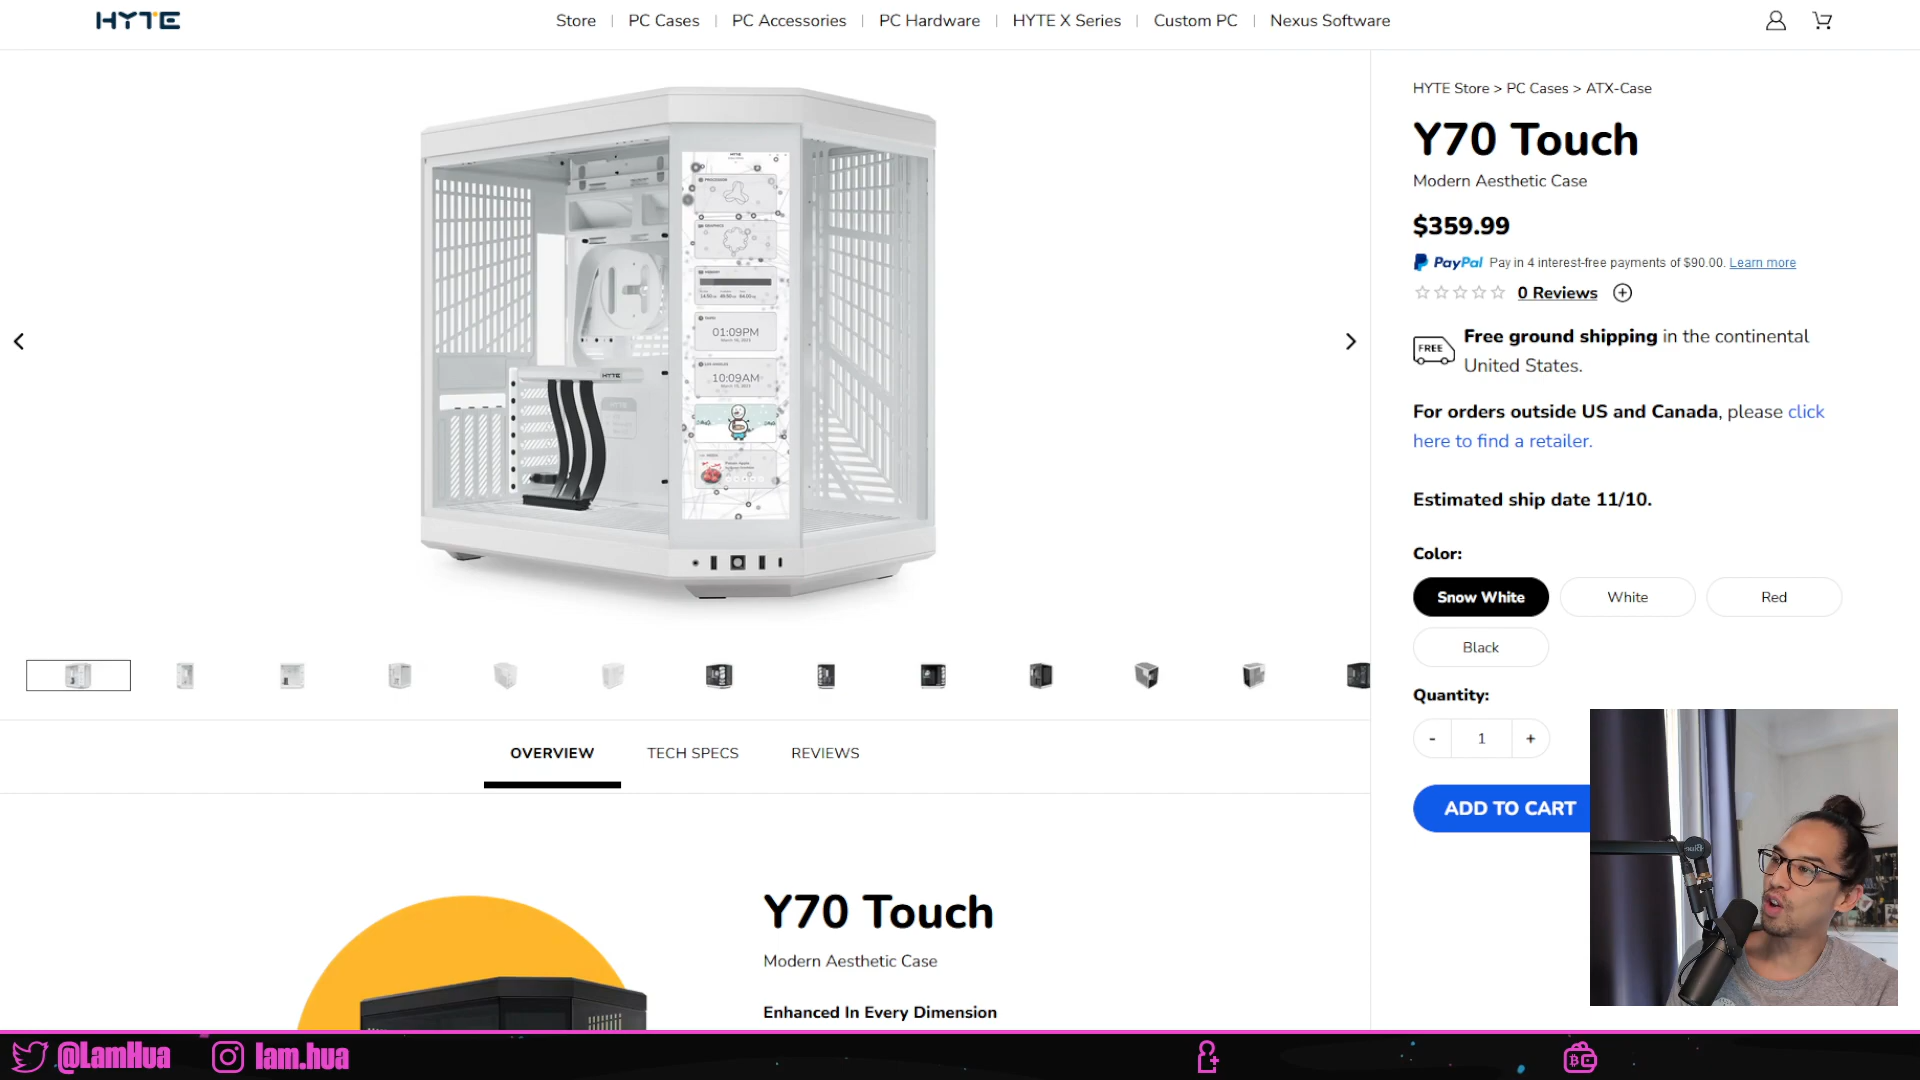 HYTE
Store
PC Cases
PC Accessories
PC Hardware
HYTE X Series
Custom PC
Nexus Software
HYTE Store > PC Cases > ATX-Case
Y70 Touch
Modern Aesthetic Case
$359.99
PayPal Pay in 4 interest-free payments of $90.00. Learn more
0 Reviews
FREE
Free ground shipping in the continental
United States.
For orders outside US and Canada, please click
here to find a retailer.
Estimated ship date 11/10.
Color:
Snow White
White
Red
Black
Quantity:
- 1 +
ADD TO CART
01:09PM
10:09AM
HYTE
OVERVIEW
TECH SPECS
REVIEWS
Y70 Touch
Modern Aesthetic Case
Enhanced In Every Dimension
@LamHua
lam.hua